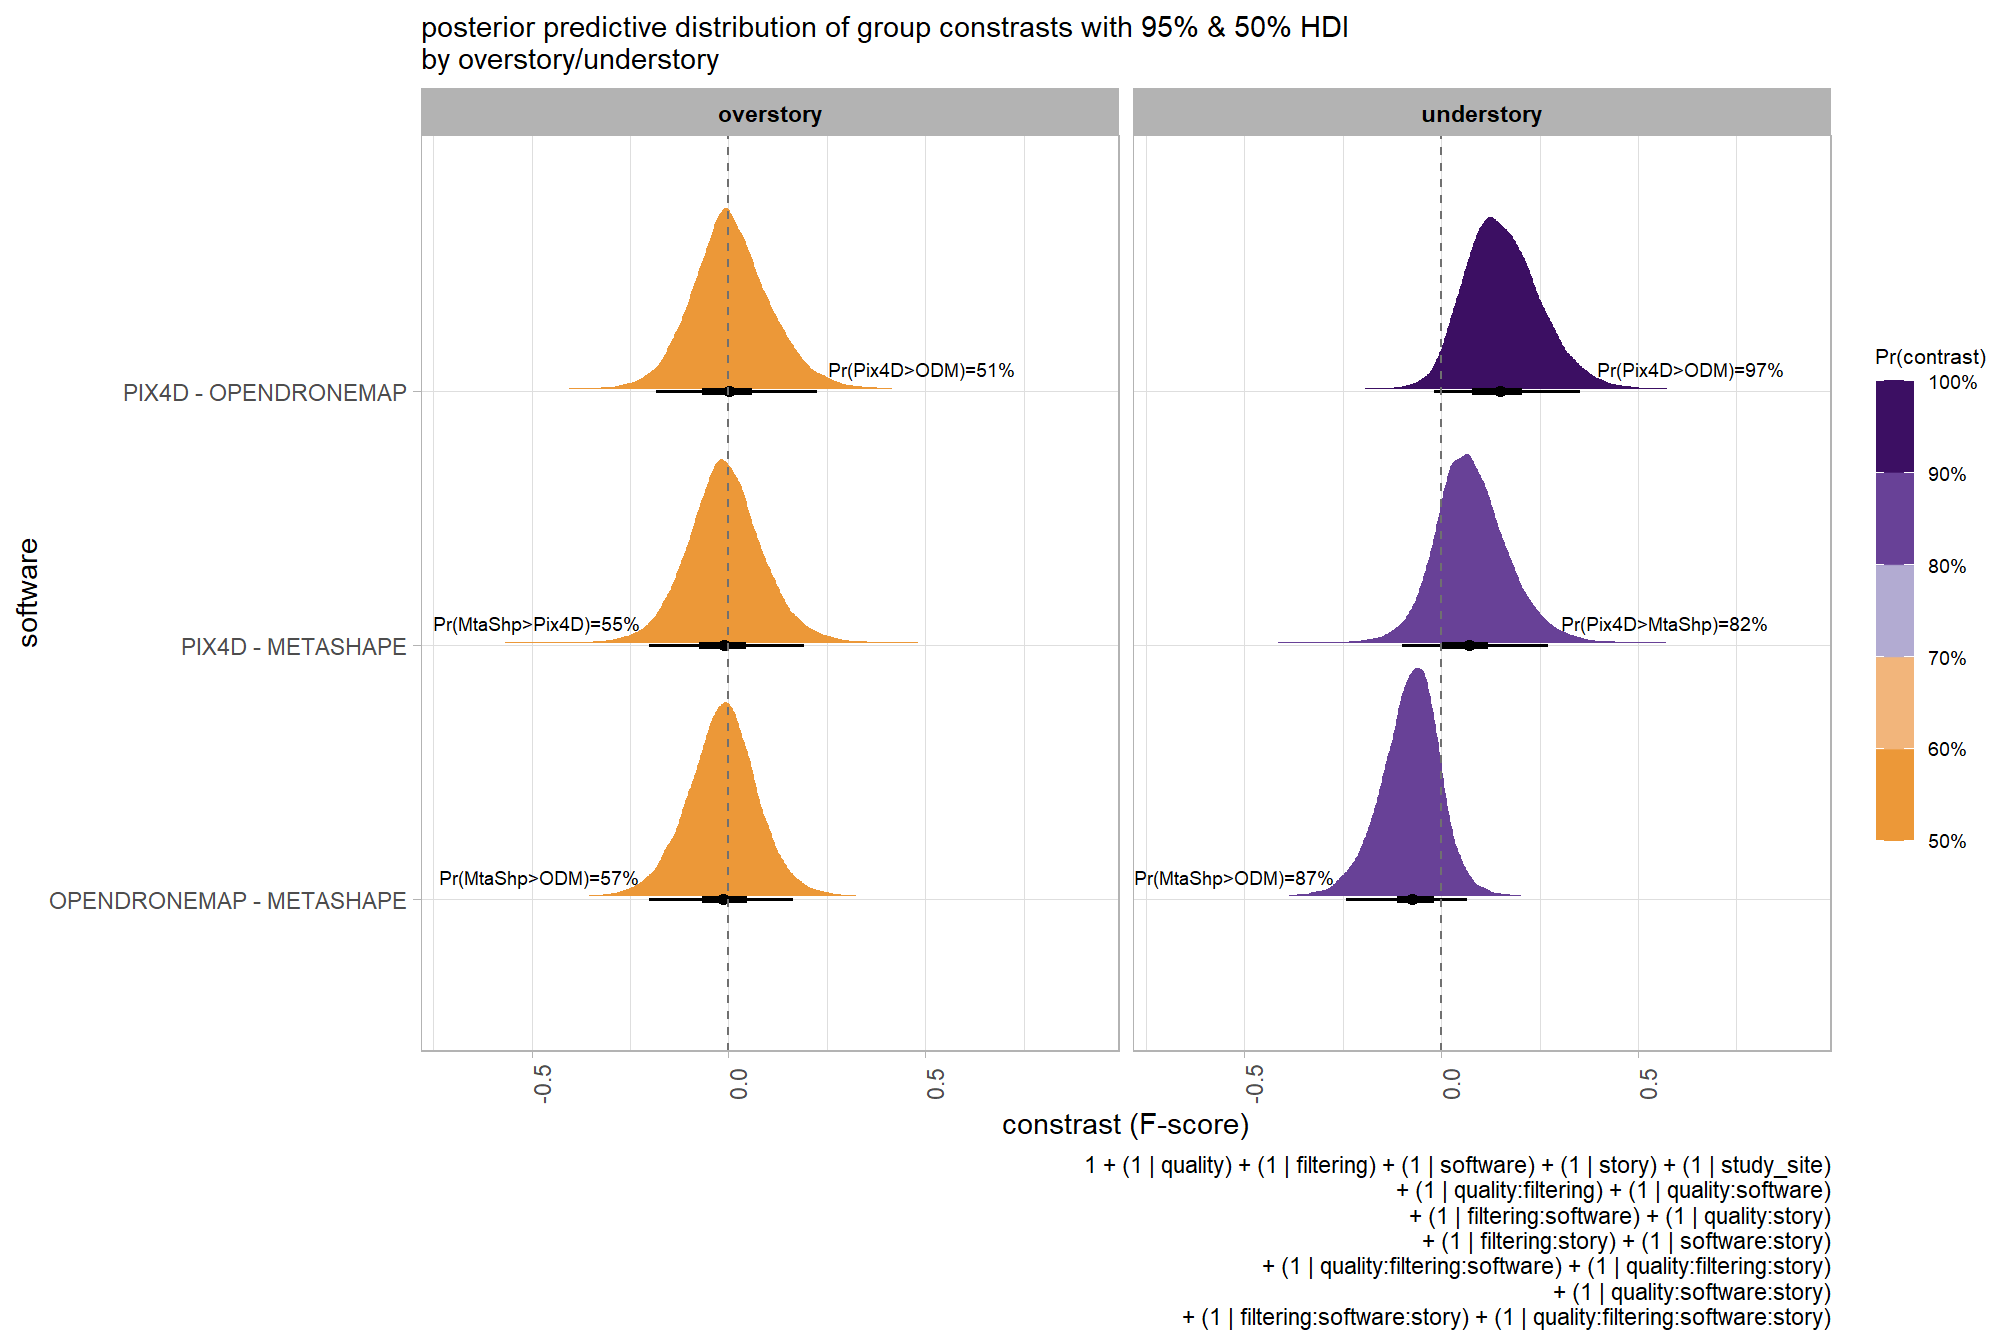 posterior predictive distribution of group constrasts with 95% & 50% HDI
by overstory/understory
overstory
understory
software
PIX4D - OPENDRONEMAP
PIX4D - METASHAPE
OPENDRONEMAP - METASHAPE
Pr(Pix4D>ODM)=51%
Pr(MtaShp>Pix4D)=55%
Pr(MtaShp>ODM)=57%
Pr(Pix4D>ODM)=97%
Pr(Pix4D>MtaShp)=82%
Pr(MtaShp>ODM)=87%
-0.5
0.0
0.5
-0.5
0.0
0.5
constrast (F-score)
Pr(contrast)
100%
90%
80%
70%
60%
50%
1 + (1 | quality) + (1 | filtering) + (1 | software) + (1 | story) + (1 | study_site)
+ (1 | quality:filtering) + (1 | quality:software)
+ (1 | filtering:software) + (1 | quality:story)
+ (1 | filtering:story) + (1 | software:story)
+ (1 | quality:filtering:software) + (1 | quality:filtering:story)
+ (1 | quality:software:story)
+ (1 | filtering:software:story) + (1 | quality:filtering:software:story)